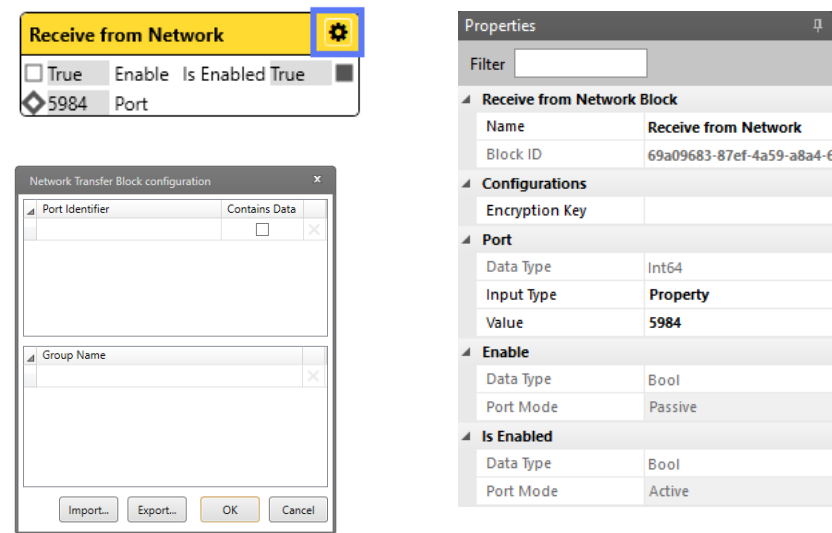 Receive from Network
True Enable Is Enabled True
5984 Port
Network Transfer Block configuration x
Port Identifier Contains Data
Group Name
Import... Export... OK Cancel
Properties
Filter
Receive from Network Block
Name Receive from Network
Block ID 69a09683-87ef-4a59-a8a4-6
Configurations
Encryption Key
Port
Data Type Int64
Input Type Property
Value 5984
Enable
Data Type Bool
Port Mode Passive
Is Enabled
Data Type Bool
Port Mode Active